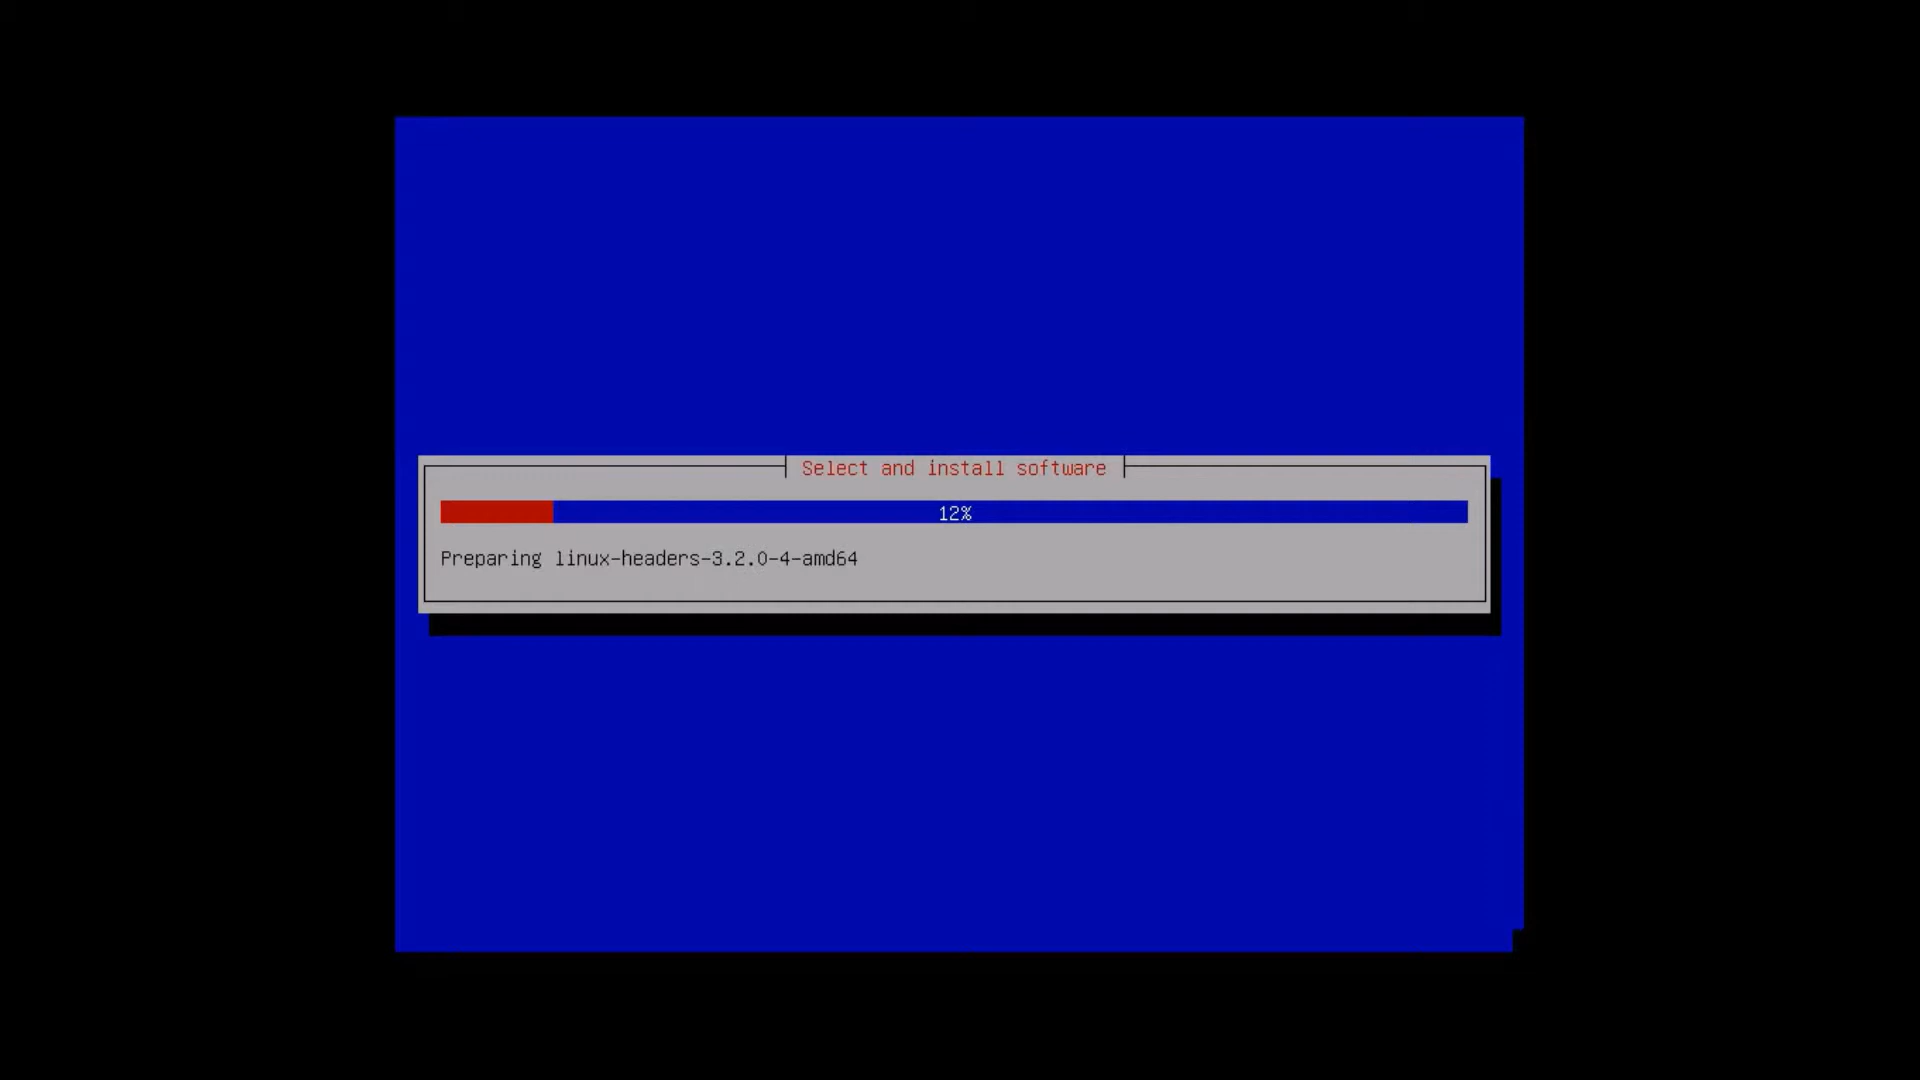 Select and install software
12%
Preparing linux-headers-3.2.0-4-amd64